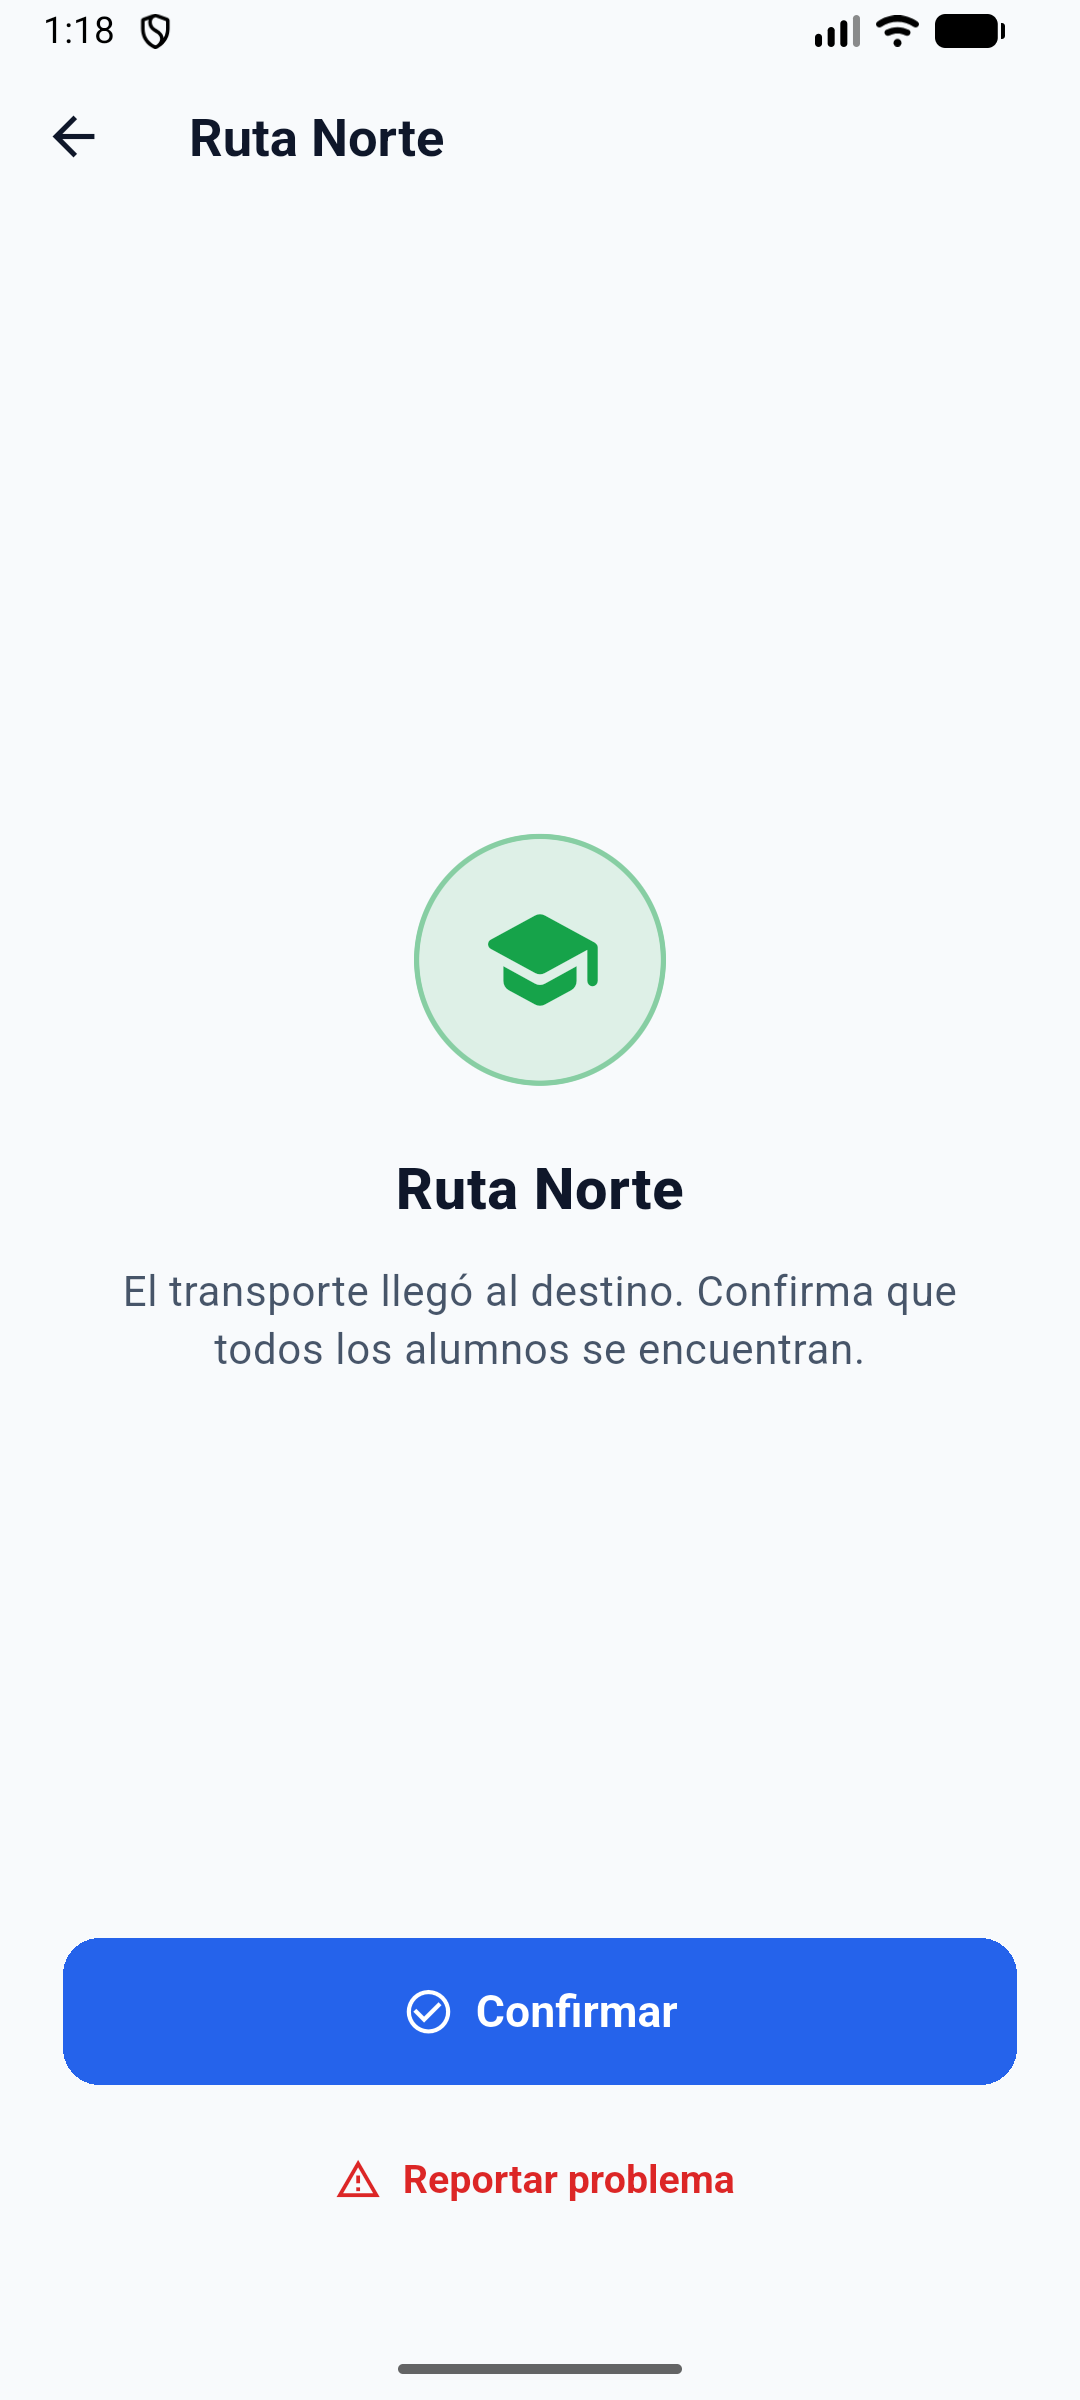 1:18
Ruta Norte
Ruta Norte
El transporte llegó al destino. Confirma que
todos los alumnos se encuentran.
Confirmar
Reportar problema